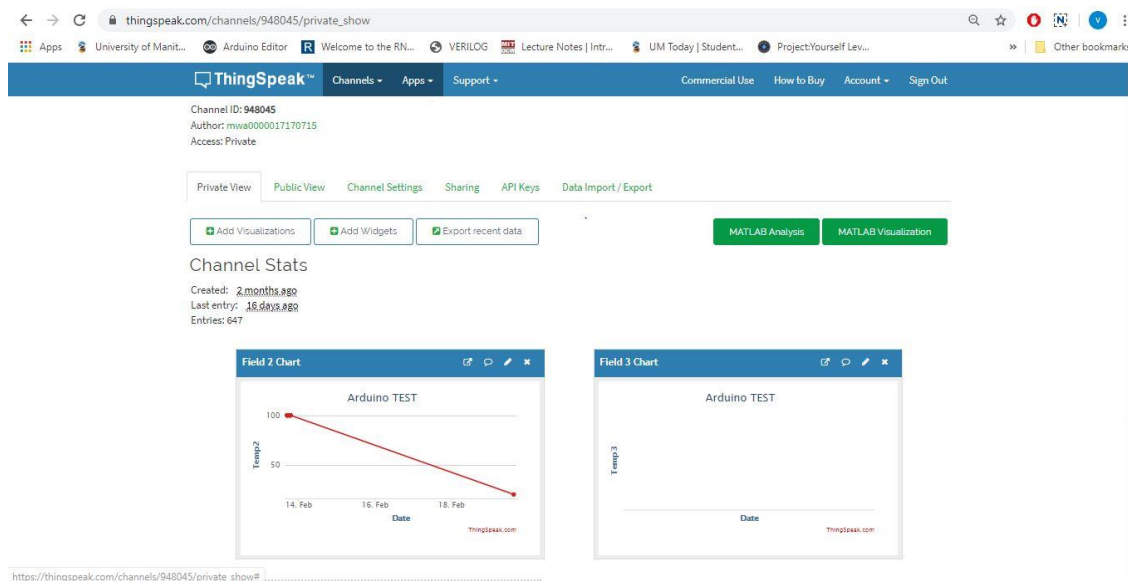 thingspeak.com/channels/948045/private_show
Apps University of Manit... Arduino Editor R Welcome to the RN... VERILOG MIT Lecture Notes | Intr... UM Today | Student... Project:Yourself Lev... » Other bookmarks
ThingSpeak™ Channels Apps Support Commercial Use How to Buy Account Sign Out
Channel ID: 948045
Author: mwa0000017170715
Access: Private
Private View Public View Channel Settings Sharing API Keys Data Import / Export
Add Visualizations Add Widgets Export recent data MATLAB Analysis MATLAB Visualization
Channel Stats
Created: 2 months ago
Last entry: 16 days ago
Entries: 647
Field 2 Chart
Arduino TEST
100
50
Temp2
14. Feb 16. Feb 18. Feb
Date
ThingSpeak.com
Field 3 Chart
Arduino TEST
Temp3
Date
ThingSpeak.com
https://thingspeak.com/channels/948045/private_show#